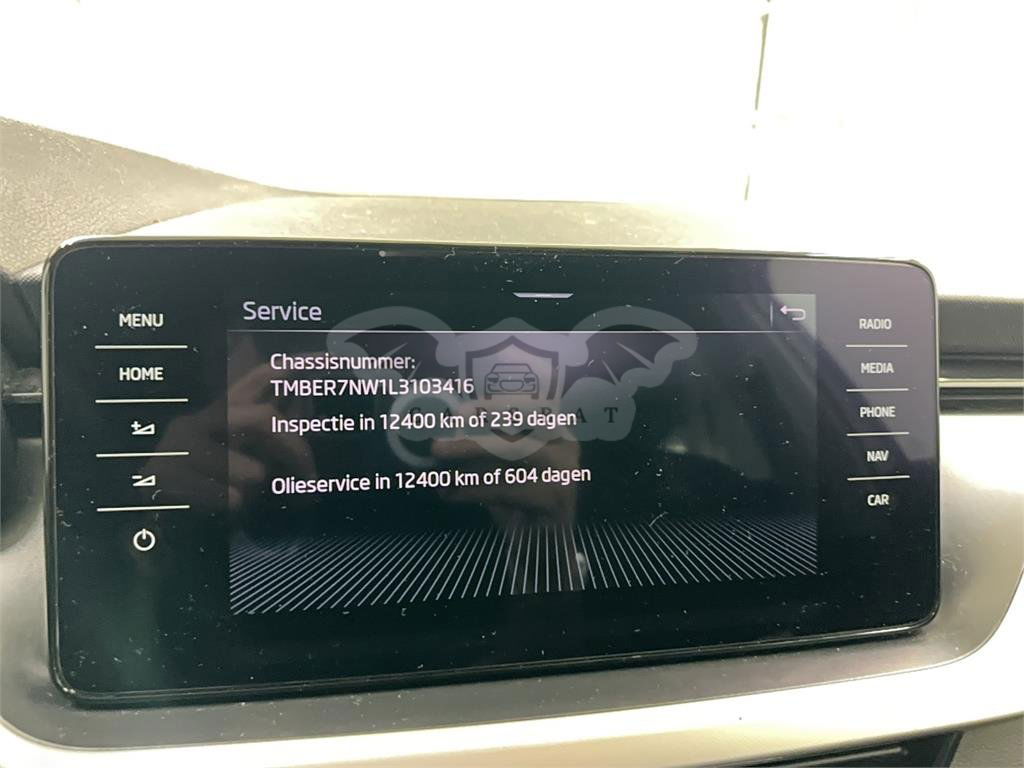 MENU
HOME
Service
Chassisnummer:
TMBER7NW1L3103416
Inspectie in 12400 km of 239 dagen
Olieservice in 12400 km of 604 dagen
RADIO
MEDIA
PHONE
NAV
CAR